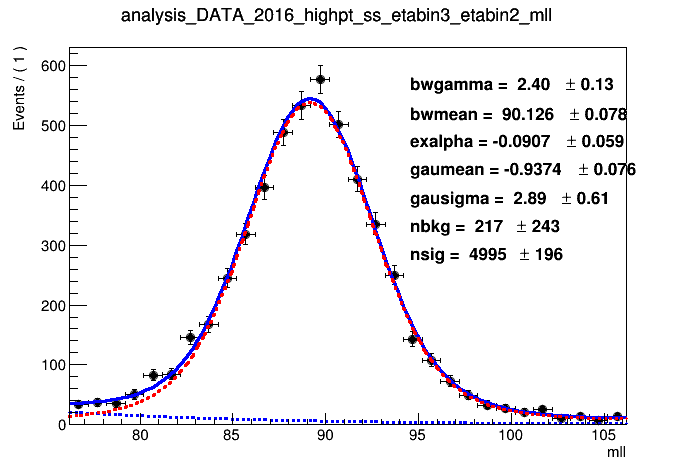 analysis_DATA_2016_highpt_ss_etabin3_etabin2_mll
Events / ( 1 )
600
500
400
300
200
100
0
bwgamma = 2.40 ± 0.13
bwmean = 90.126 ± 0.078
exalpha = -0.0907 ± 0.059
gaumean = -0.9374 ± 0.076
gausigma = 2.89 ± 0.61
nbkg = 217 ± 243
nsig = 4995 ± 196
80 85 90 95 100 105
mll